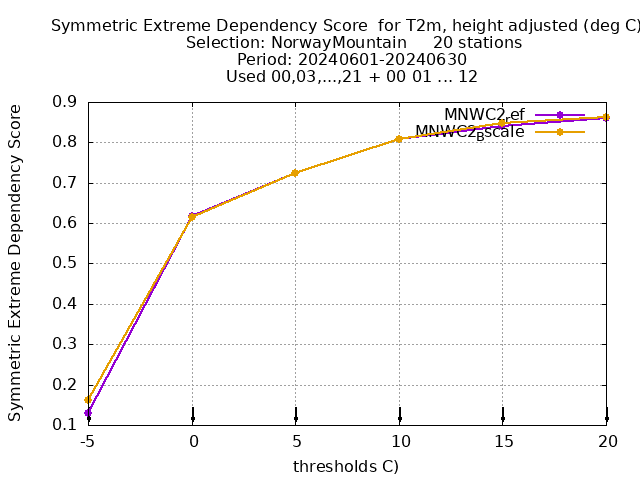 Symmetric Extreme Dependency Score for T2m, height adjusted (deg C)
Selection: NorwayMountain 20 stations
Period: 20240601-20240630
Used 00,03,...,21 + 00 01 ... 12
Symmetric Extreme Dependency Score
0.9
0.8
0.7
0.6
0.5
0.4
0.3
0.2
0.1
MNWC2ref
MNWC2Bscale
-5 0 5 10 15 20
thresholds C)